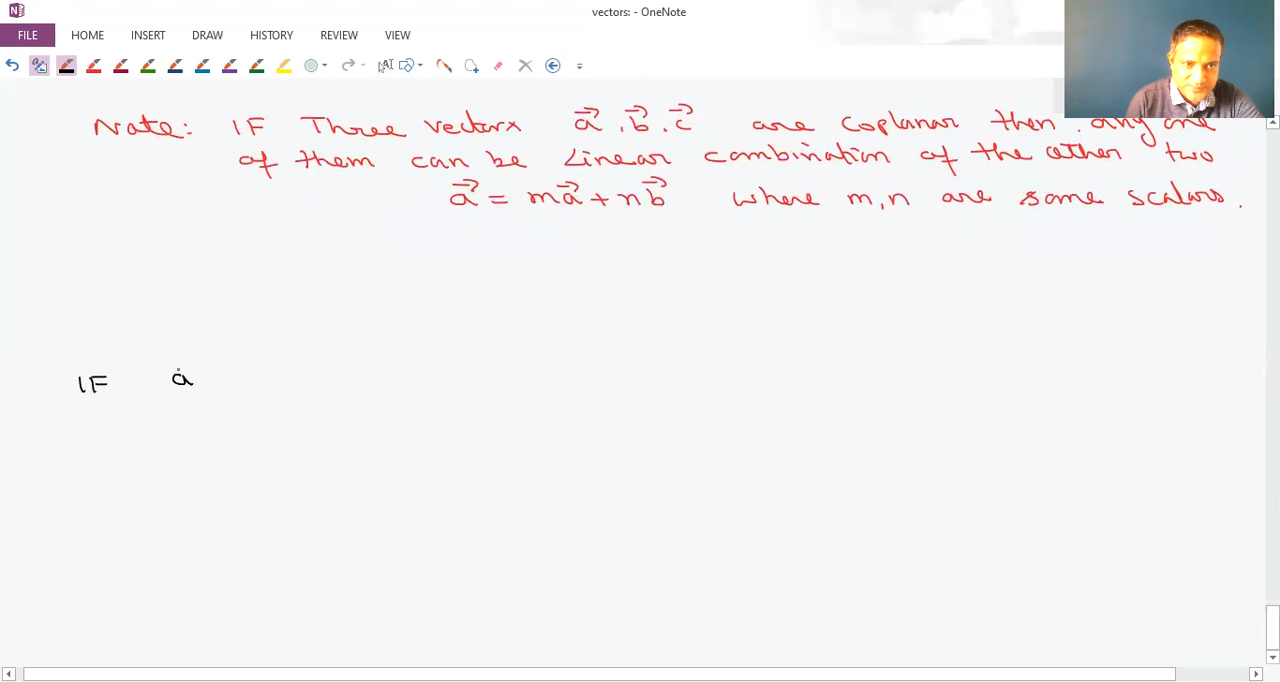 vectors: - OneNote
FILE HOME INSERT DRAW HISTORY REVIEW VIEW
Note: IF Three vectors a⃗ . b⃗ . c⃗ are coplanar then . any one
of them can be Linear combination of the other two
a⃗ = ma⃗ + nb⃗ where m,n are some scalars .
IF a